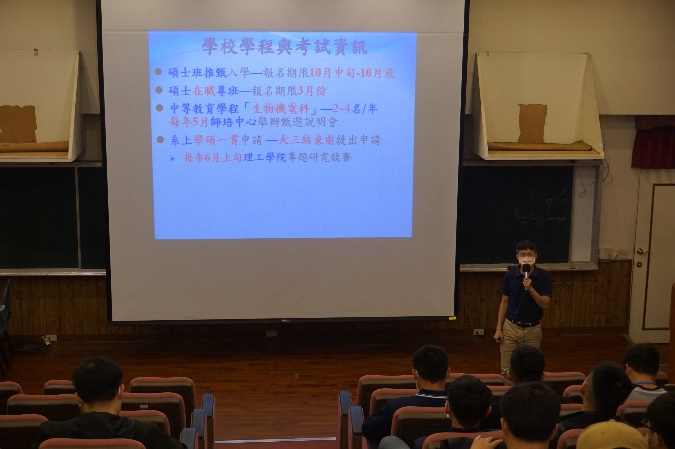 學校學程與考試資訊
碩士班推甄入學—報名期限10月中旬-10月底
碩士在職專班—報名期限3月份
中等教育學程「生物機電科」—2~4名/年
每年5月師培中心舉辦甄選說明會
系上學碩一貫申請—大三結束前提出申請
每年6月上旬理工學院專題研究競賽